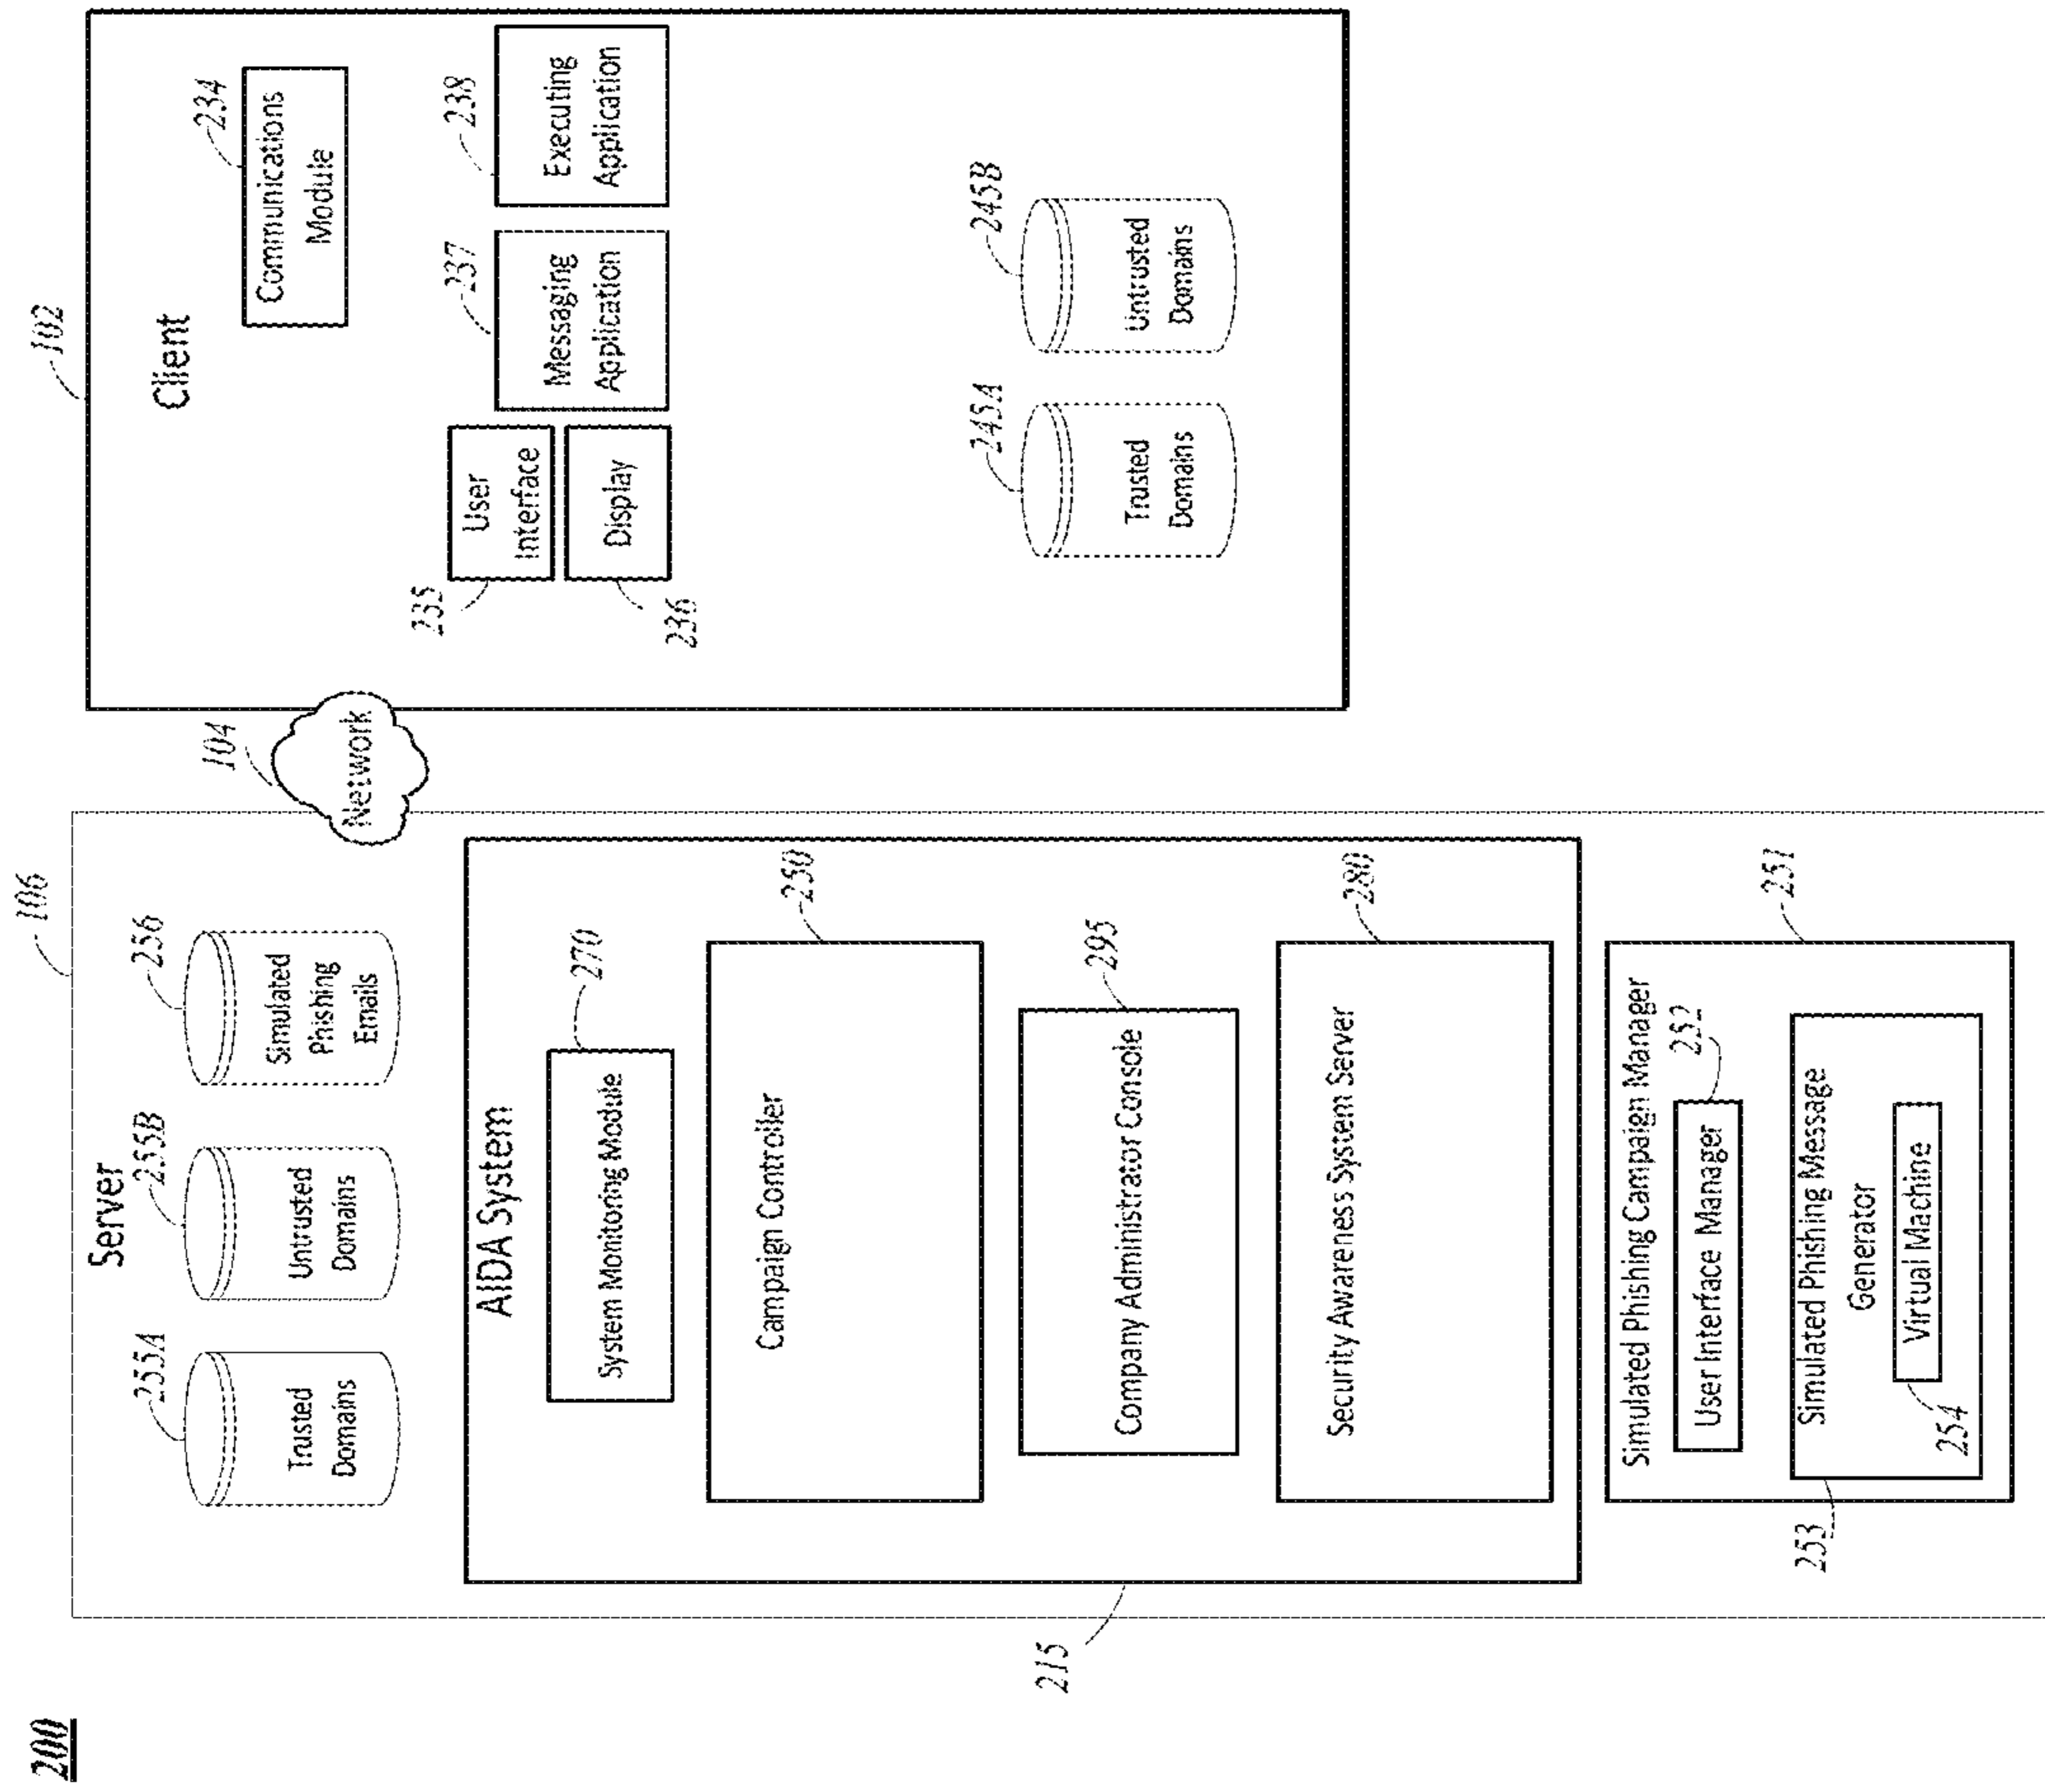 200
106
Server
255A
Trusted
Domains
255B
Untrusted
Domains
256
Simulated
Phishing
Emails
104
Network
215
AIDA System
270
System Monitoring Module
250
Campaign Controller
295
Company Administrator Console
280
Security Awareness System Server
251
Simulated Phishing Campaign Manager
252
User Interface Manager
253
Simulated Phishing Message
Generator
254
Virtual Machine
102
Client
234
Communications
Module
235
User
Interface
236
Display
237
Messaging
Application
238
Executing
Application
245A
Trusted
Domains
245B
Untrusted
Domains